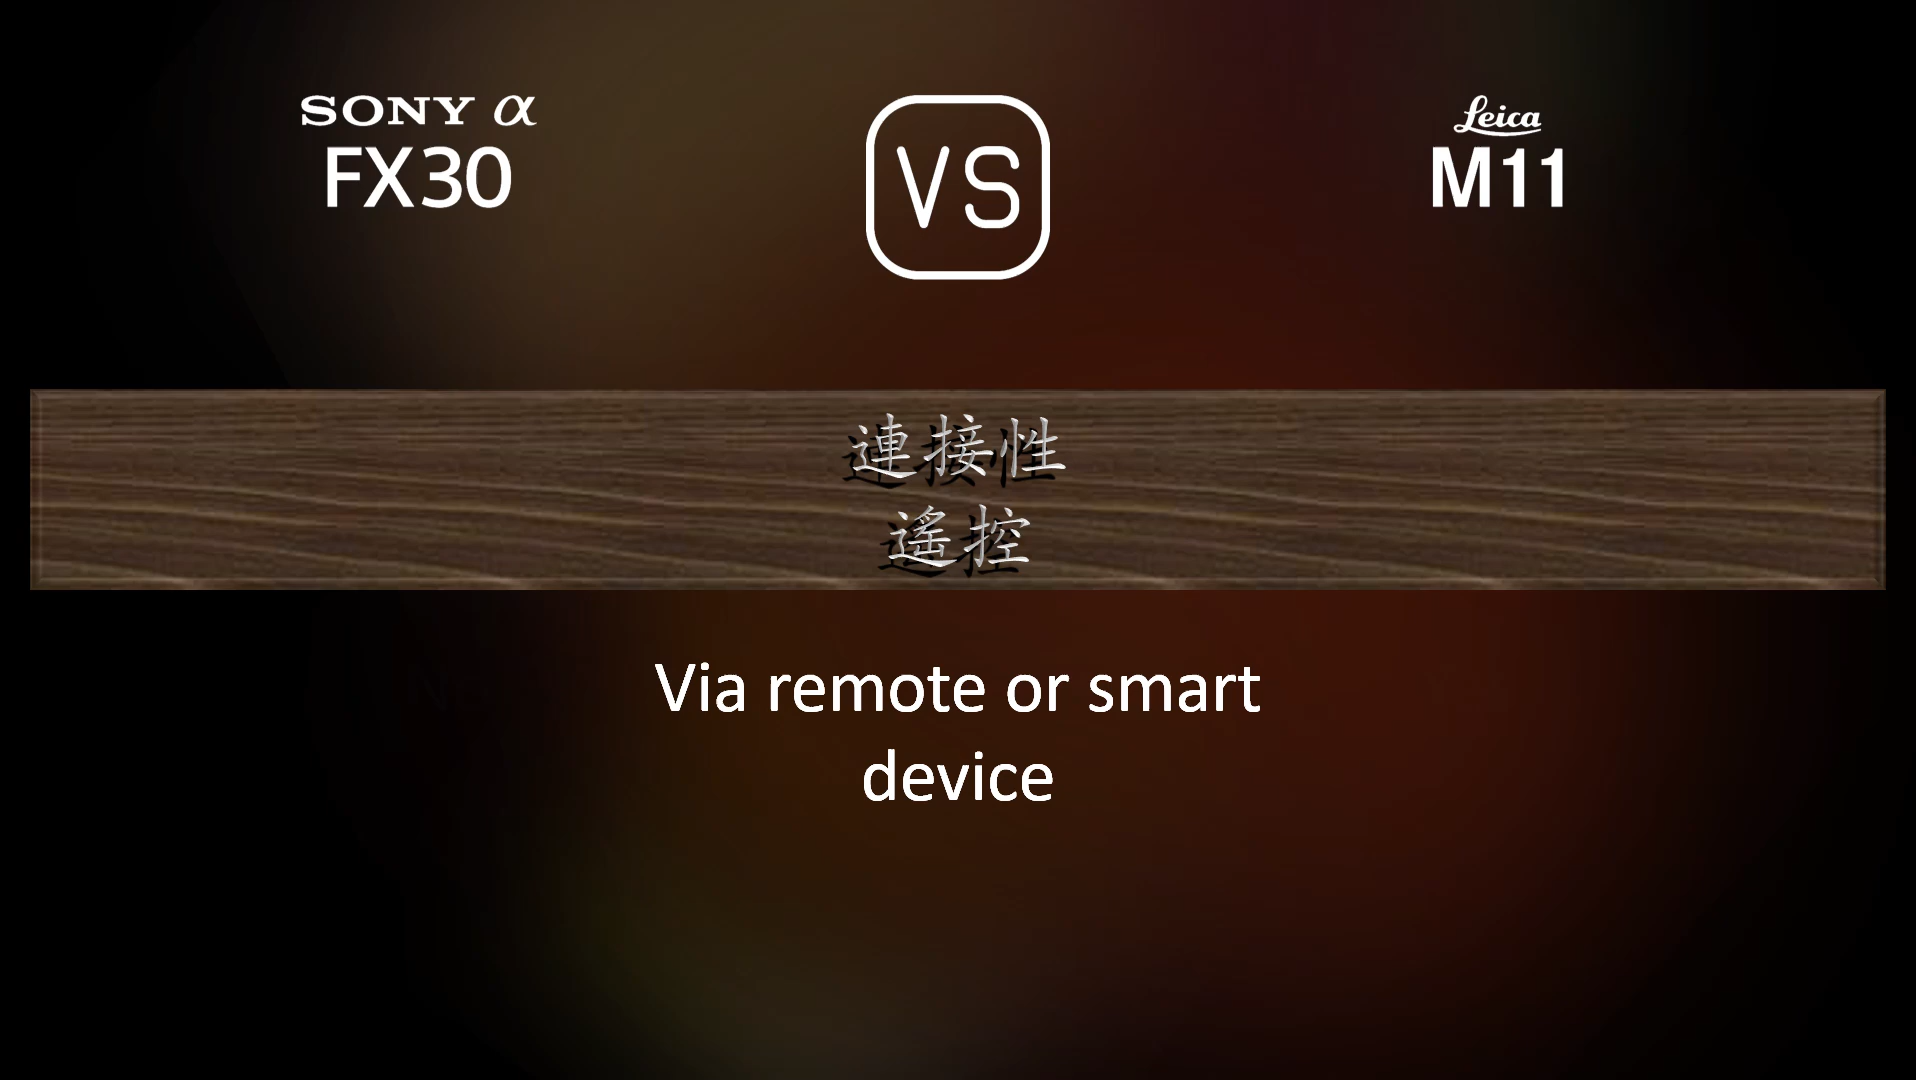 SONY α
FX30
VS
Leica
M11
連接性
遙控
Via remote or smart
device